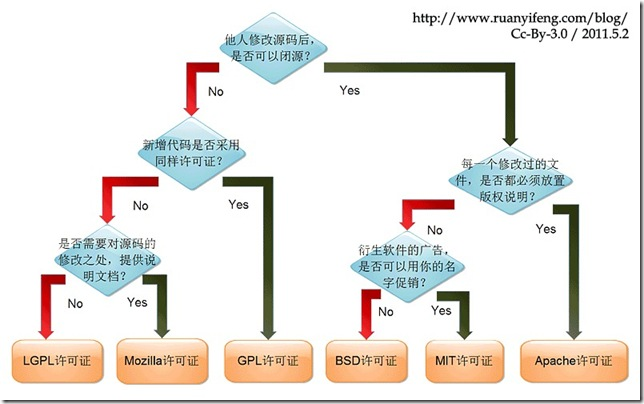 http://www.ruanyifeng.com/blog/
Cc-By-3.0 / 2011.5.2
他人修改源码后,
是否可以闭源?
No
Yes
新增代码是否采用
同样许可证?
每一个修改过的文
件，是否都必须放置
版权说明?
No
Yes
No
Yes
是否需要对源码的
修改之处，提供说
明文档?
衍生软件的广告,
是否可以用你的名
字促销?
No
Yes
No
Yes
LGPL许可证
Mozilla许可证
GPL许可证
BSD许可证
MIT许可证
Apache许可证